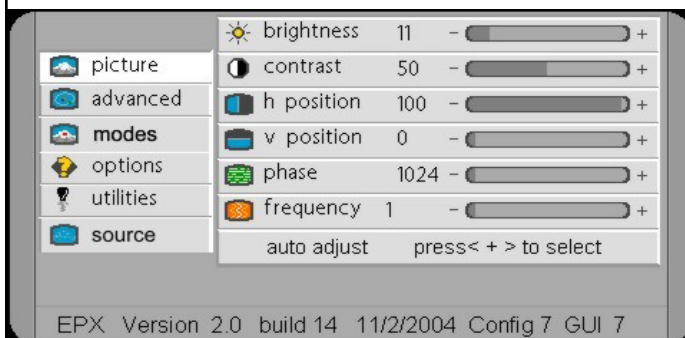 picture
advanced
modes
options
utilities
source
brightness 11 - +
contrast 50 - +
h position 100 - +
v position 0 - +
phase 1024 - +
frequency 1 - +
auto adjust press< + > to select
EPX Version 2.0 build 14 11/2/2004 Config 7 GUI 7